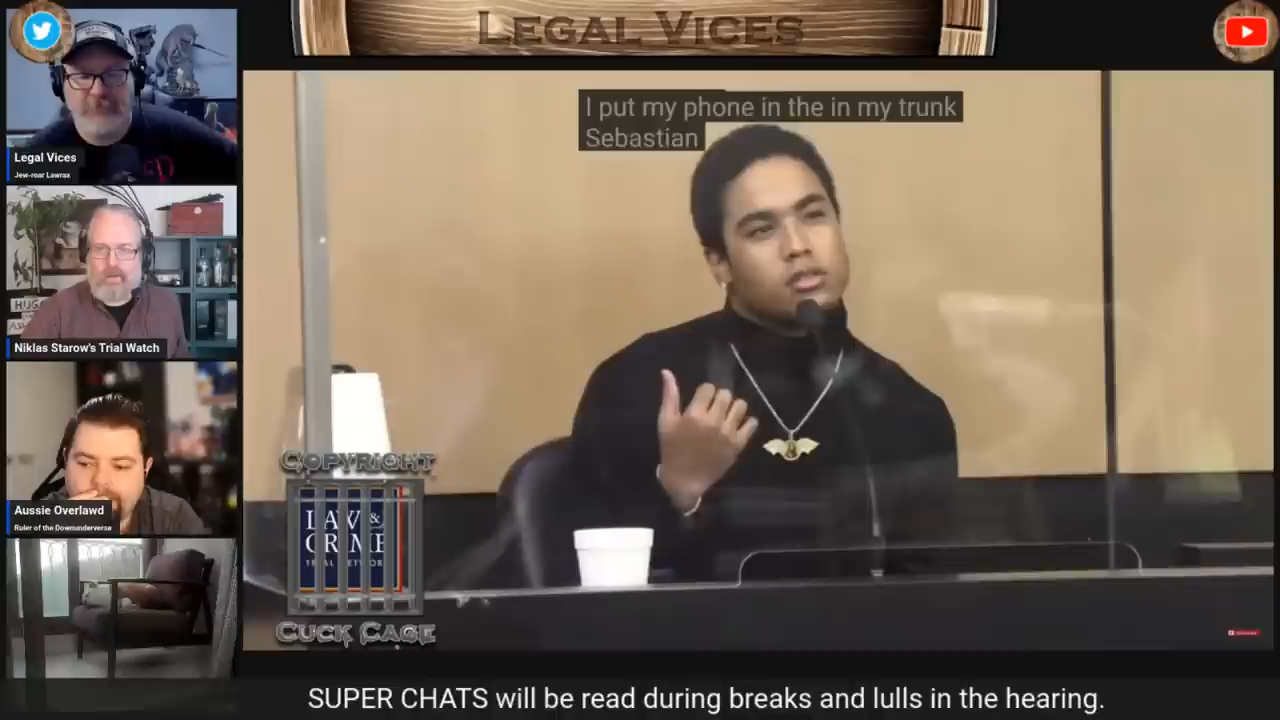 LEGAL VICES
I put my phone in the in my trunk
Sebastian
Legal Vices
Jew-roar Lawrax
HUG
Niklas Starow's Trial Watch
Aussie Overlawd
Ruler of the Downunderverse
COPYRIGHT
LAW &
CRIME
TRIAL NETWORK
CUCK CAGE
SUPER CHATS will be read during breaks and lulls in the hearing.